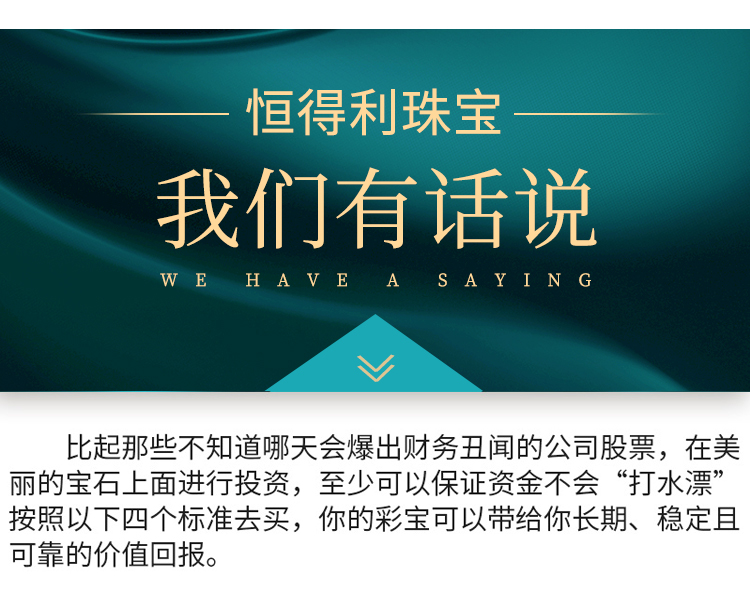 恒得利珠宝
我们有话说
WE HAVE A SAYING
比起那些不知道哪天会爆出财务丑闻的公司股票，在美
丽的宝石上面进行投资，至少可以保证资金不会“打水漂”
按照以下四个标准去买，你的彩宝可以带给你长期、稳定且
可靠的价值回报。